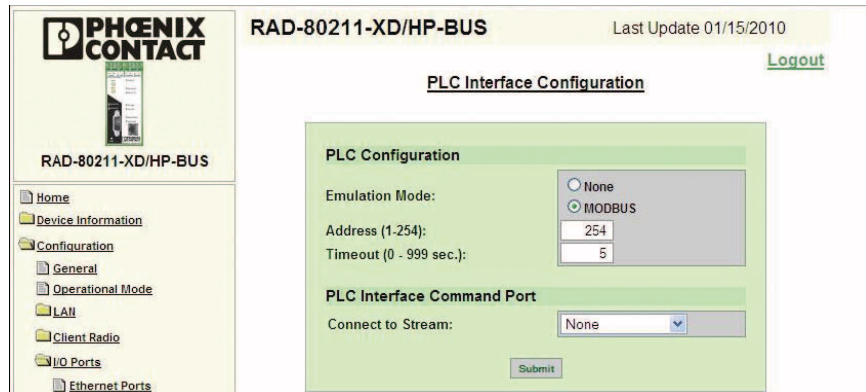 PHŒNIX
CONTACT
RAD-80211-XD/HP-BUS
Home
Device Information
Configuration
General
Operational Mode
LAN
Client Radio
I/O Ports
Ethernet Ports
RAD-80211-XD/HP-BUS
Last Update 01/15/2010
Logout
PLC Interface Configuration
PLC Configuration
Emulation Mode:
None
MODBUS
Address (1-254):
254
Timeout (0 - 999 sec.):
5
PLC Interface Command Port
Connect to Stream:
None
Submit